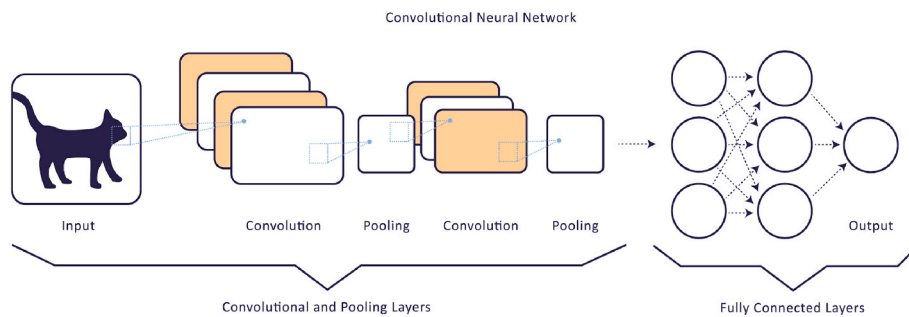 Convolutional Neural Network
Input
Convolution
Pooling
Convolution
Pooling
Output
Convolutional and Pooling Layers
Fully Connected Layers